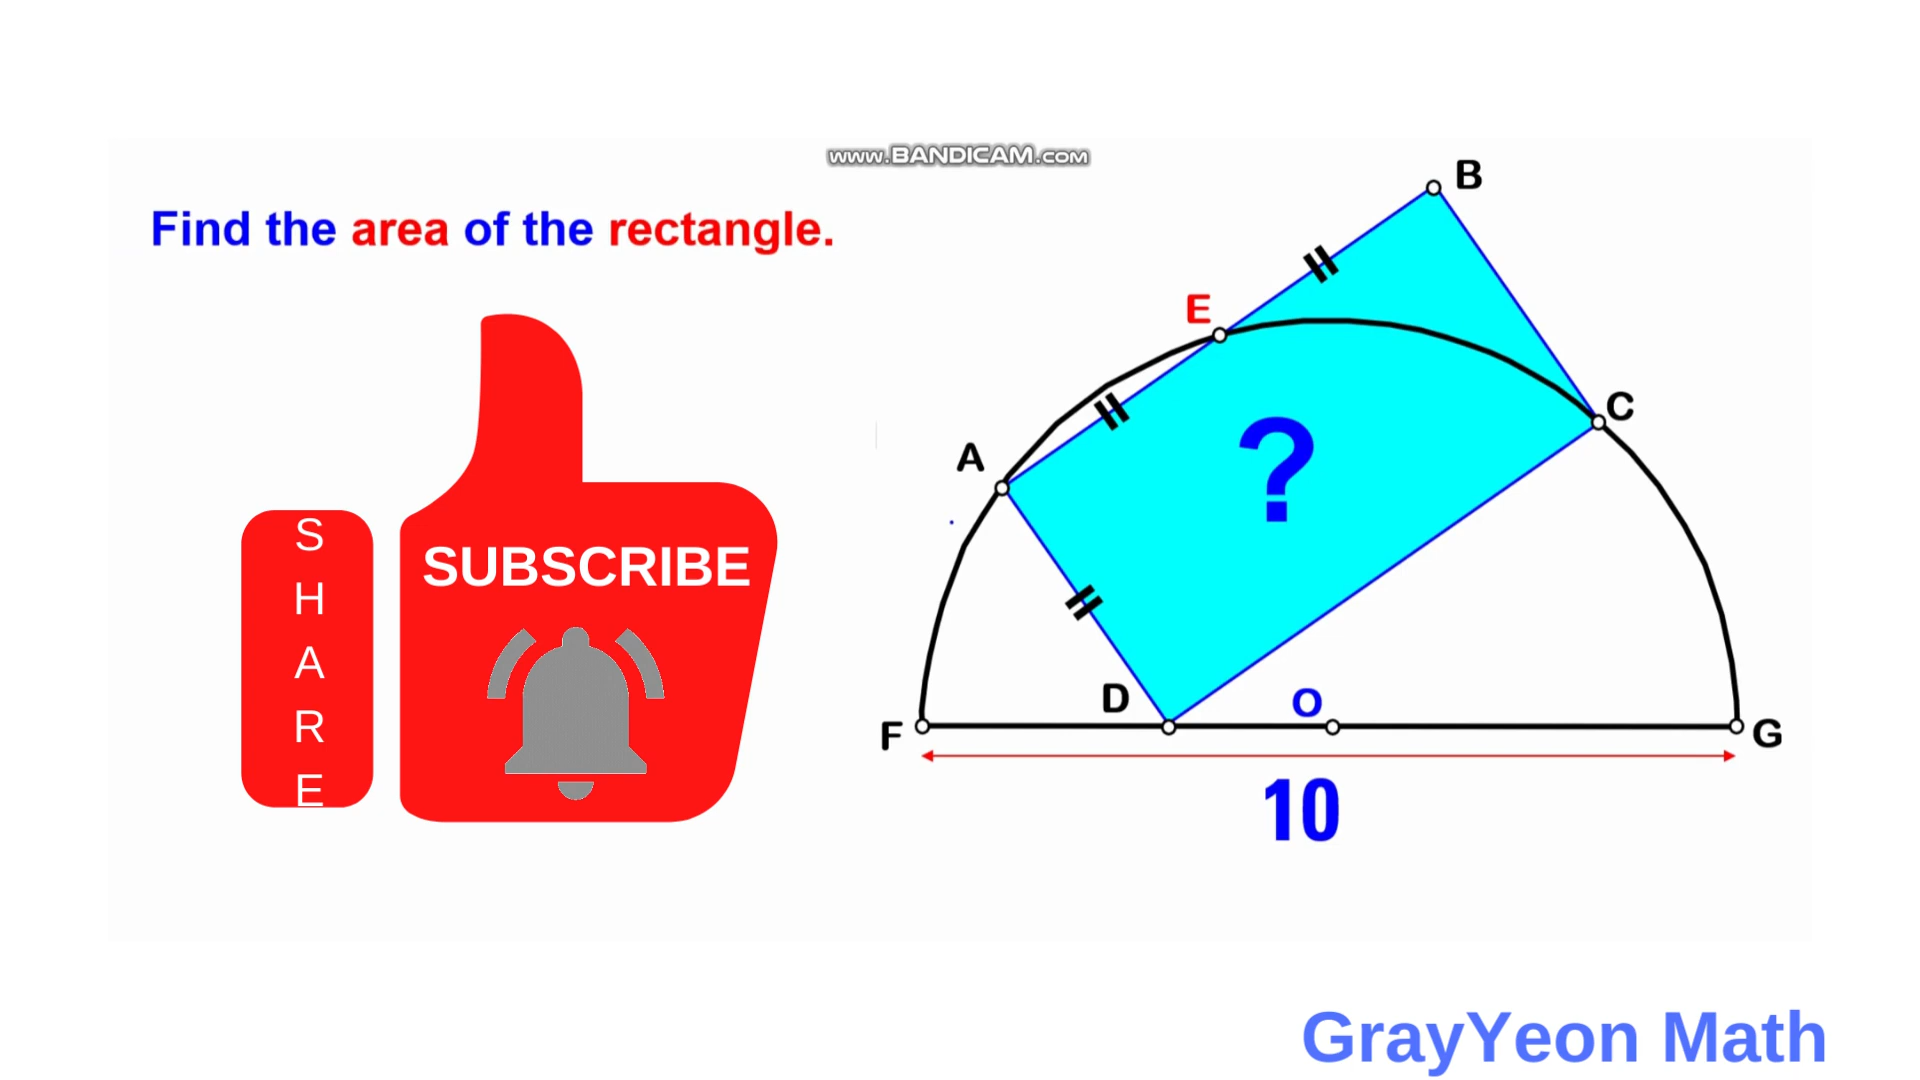 www.BANDICAM.com
Find the area of the rectangle.
B
E
C
A
?
S
H
A
R
E
SUBSCRIBE
D
O
F
G
10
GrayYeon Math